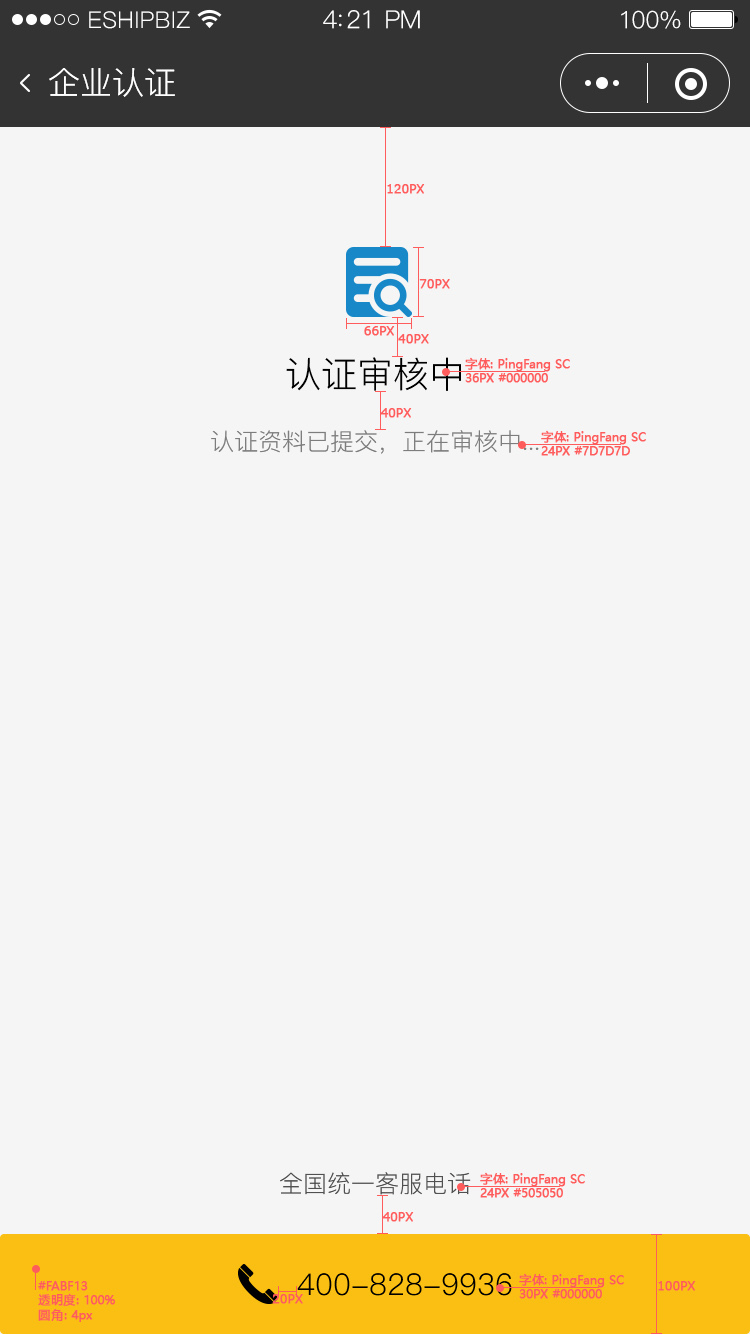 ESHIPBIZ 4:21 PM 100%
企业认证
120PX
70PX
66PX
40PX
认证审核中
字体: PingFang SC
36PX #000000
40PX
认证资料已提交，正在审核中...
字体: PingFang SC
24PX #7D7D7D
全国统一客服电话
字体: PingFang SC
24PX #505050
40PX
#FABF13
透明度: 100%
圆角: 4px
20PX
400-828-9936
字体: PingFang SC
30PX #000000
100PX